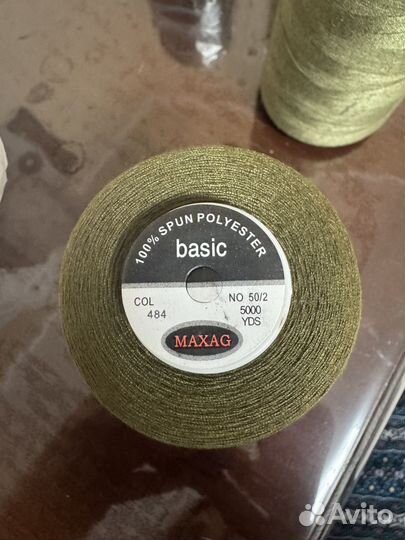 100% SPUN POLYESTER
basic
COL
484
NO 50/2
5000
YDS
MAXAG
Avito